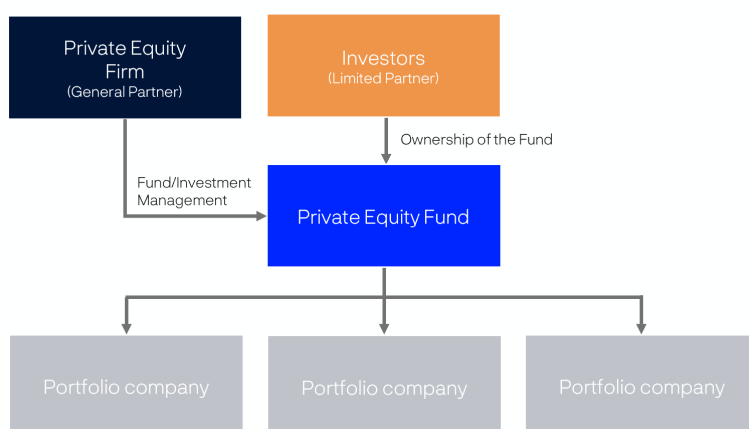 Private Equity
Firm
(General Partner)
Investors
(Limited Partner)
Ownership of the Fund
Fund/Investment
Management
Private Equity Fund
Portfolio company
Portfolio company
Portfolio company